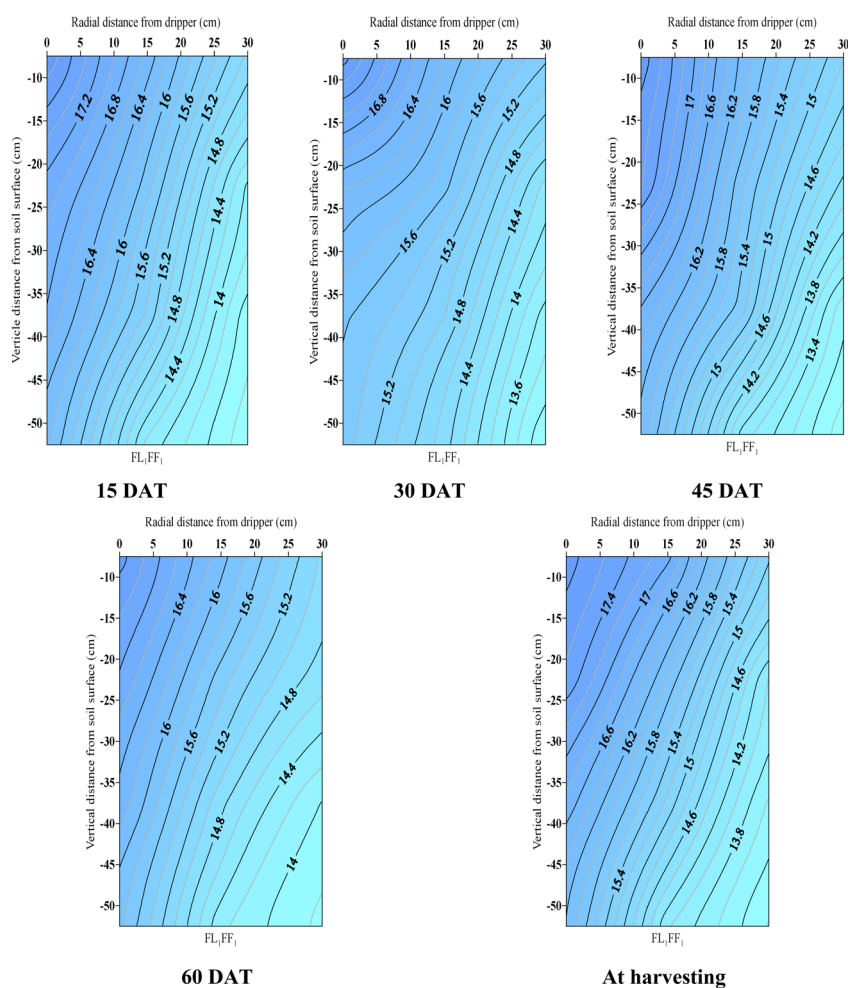 Radial distance from dripper (cm)
0 5 10 15 20 25 30
Verticle distance from soil surface (cm)
-10
-15
-20
-25
-30
-35
-40
-45
-50
17.2 16.8 16.4 16 15.6 15.2
14.8
14.4
16.4 16 15.6 15.2
14.8 14
14.4
FL₁FF₁
15 DAT
Radial distance from dripper (cm)
0 5 10 15 20 25 30
Vertical distance from soil surface (cm)
-10
-15
-20
-25
-30
-35
-40
-45
-50
16.8 16.4 16 15.6 15.2
14.8
14.4
15.6 15.2
14.8 14
15.2 14.4 13.6
FL₁FF₁
30 DAT
Radial distance from dripper (cm)
0 5 10 15 20 25 30
Vertical distance from soil surface (cm)
-10
-15
-20
-25
-30
-35
-40
-45
-50
17 16.6 16.2 15.8 15.4 15
14.6
16.2 15.8 15.4 15 14.2
13.8
14.6 13.4
15 14.2
FL₁FF₁
45 DAT
Radial distance from dripper (cm)
0 5 10 15 20 25 30
Vertical distance from soil surface (cm)
-10
-15
-20
-25
-30
-35
-40
-45
-50
16.4 16 15.6 15.2
14.8
16 15.6 15.2
14.4
14.8
14
FL₁FF₁
60 DAT
Radial distance from dripper (cm)
0 5 10 15 20 25 30
Vertical distance from soil surface (cm)
-10
-15
-20
-25
-30
-35
-40
-45
-50
17.4 17 16.6 16.2 15.8 15.4
15
14.6
16.6 16.2 15.8 15.4 14.2
15
14.6 13.8
15.4
FL₁FF₁
At harvesting